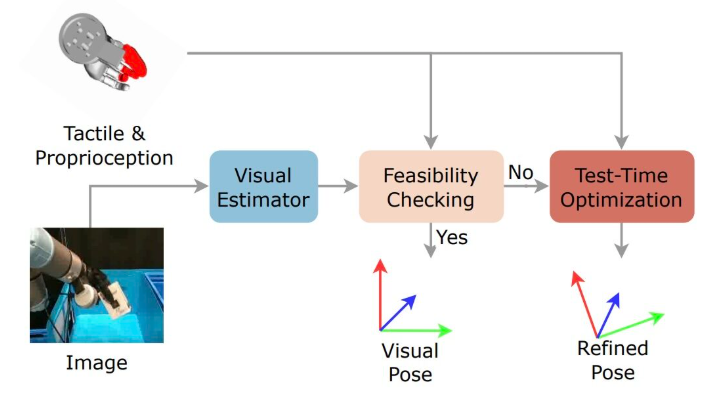 Tactile &
Proprioception
Visual
Estimator
Feasibility
Checking
No
Test-Time
Optimization
Yes
Image
Visual
Pose
Refined
Pose